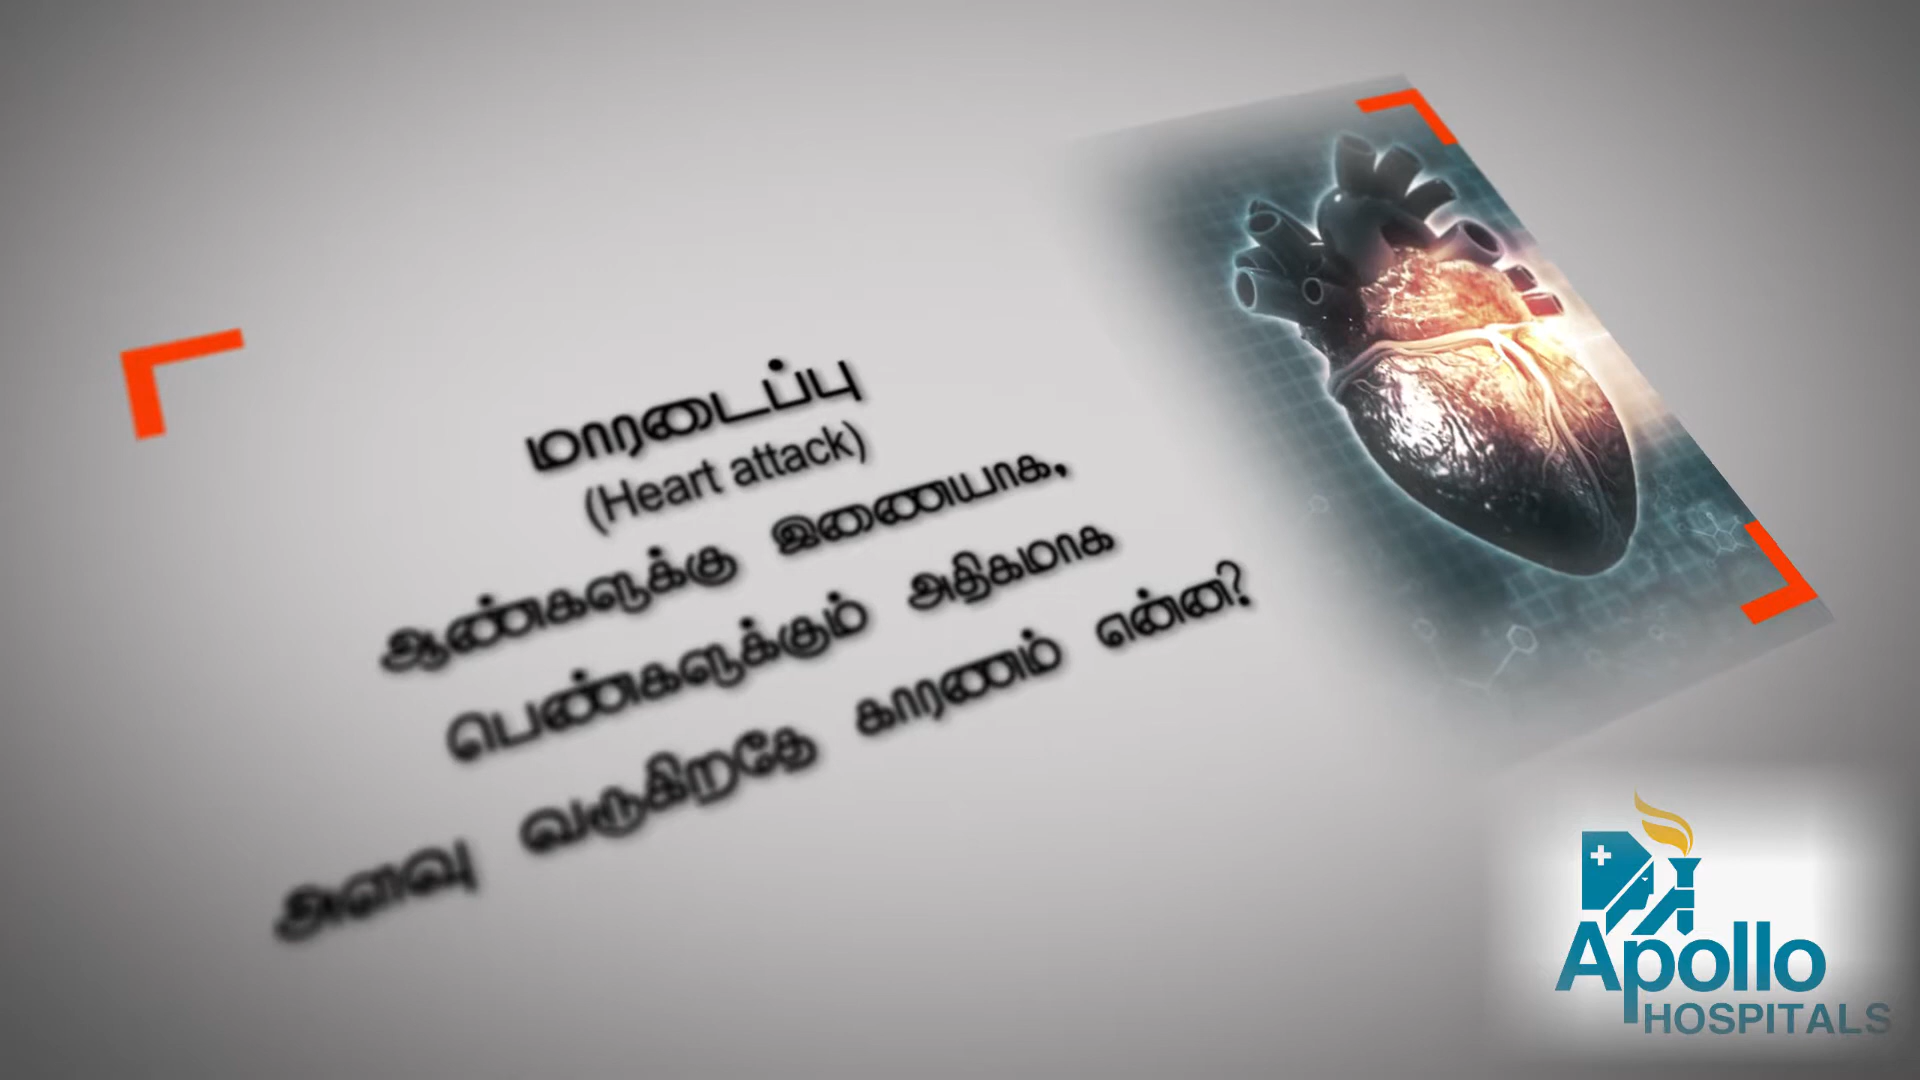 மாரடைப்பு
(Heart attack)
ஆண்களுக்கு இணையாக,
பெண்களுக்கும் அதிகமாக
அளவு வருகிறதே காரணம் என்ன?
Apollo
HOSPITALS